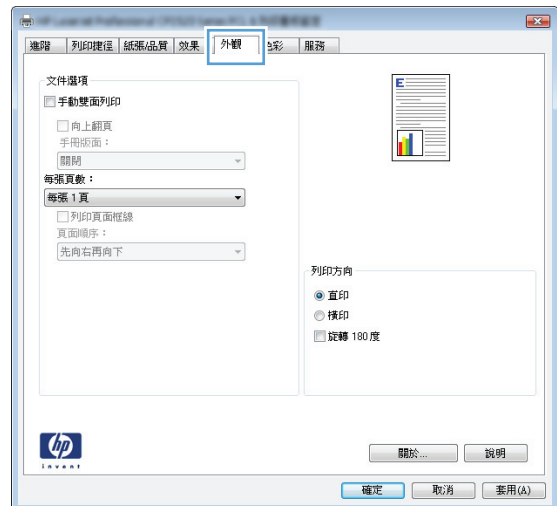 進階 列印捷徑 紙張/品質 效果 外觀 色彩 服務
文件選項
手動雙面列印
向上翻頁
手冊版面：
關閉
每張頁數：
每張 1 頁
列印頁面框線
頁面順序：
先向右再向下
E
列印方向
直印
橫印
旋轉 180 度
hp
invent
關於... 說明
確定 取消 套用(A)